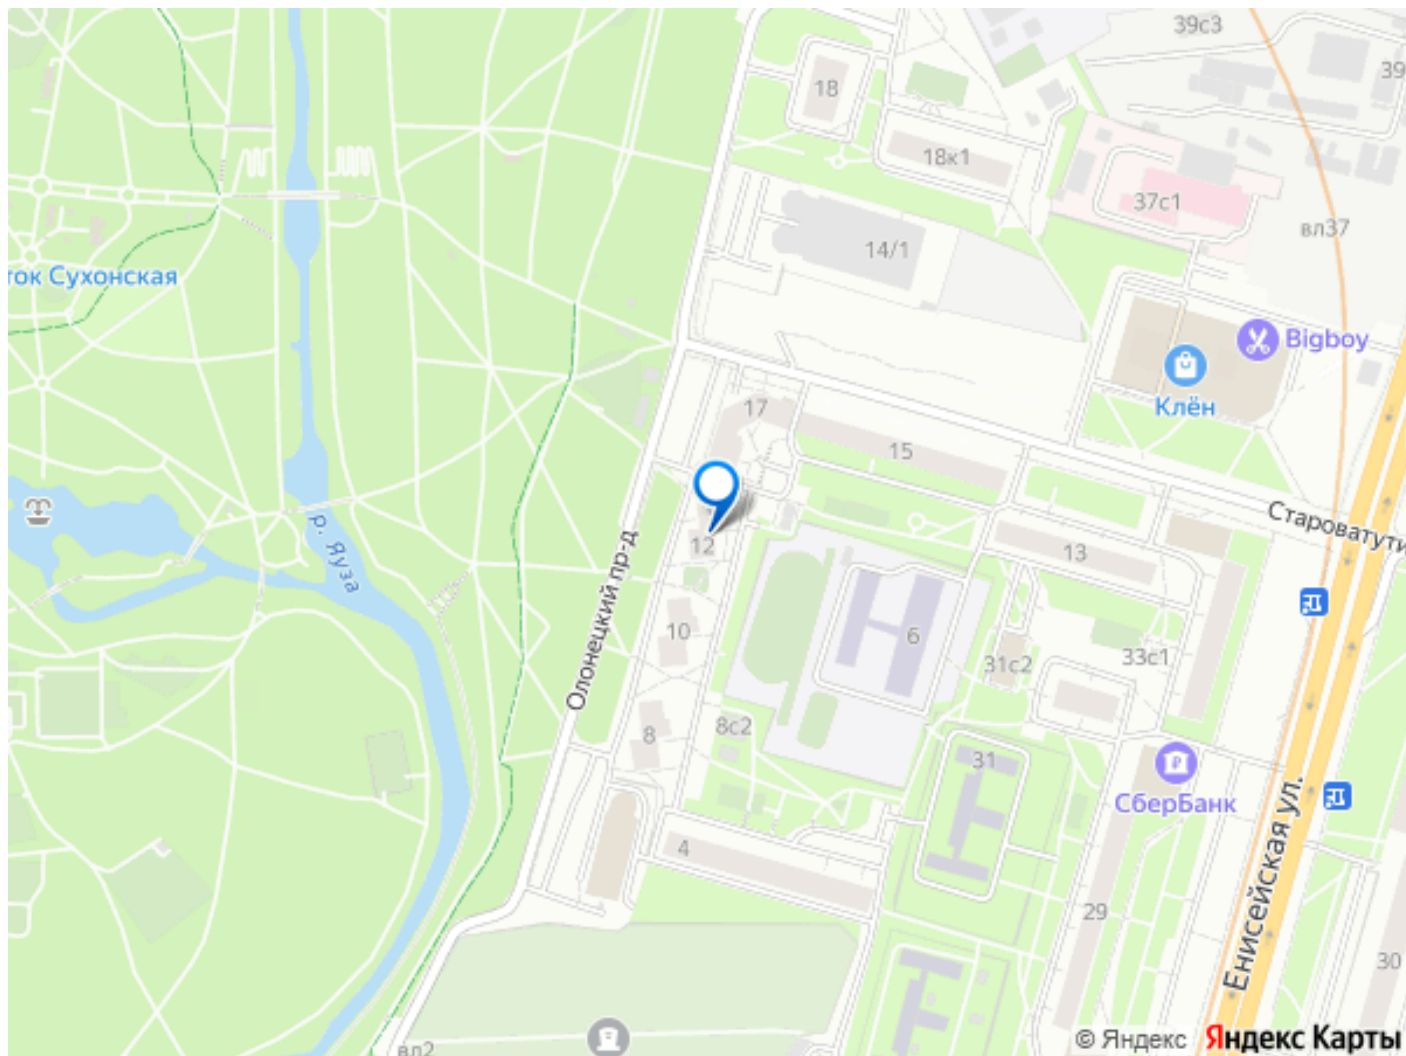 39с3
39
18
18к1
37с1
вл37
14/1
ток Сухонская
Bigboy
Клён
17
15
Староватути
р. Яуза
12
13
Олонецкий пр-д
10
6
31с2
33с1
8
8с2
31
СберБанк
4
Енисейская ул.
29
30
вл2
© Яндекс Яндекс Карты